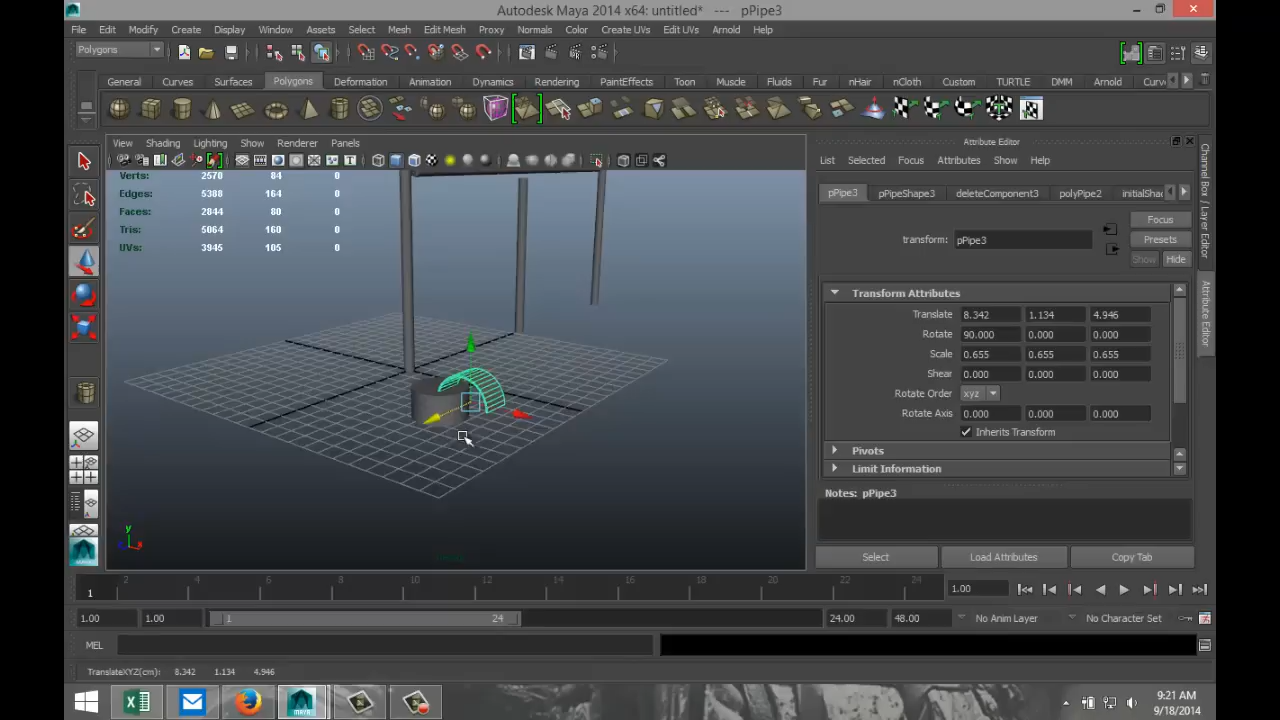 Autodesk Maya 2014 x64: untitled* --- pPipe3
File Edit Modify Create Display Window Assets Select Mesh Edit Mesh Proxy Normals Color Create UVs Edit UVs Arnold Help
Polygons
General Curves Surfaces Polygons Deformation Animation Dynamics Rendering PaintEffects Toon Muscle Fluids Fur nHair nCloth Custom TURTLE DMM Arnold Curv
View Shading Lighting Show Renderer Panels
Verts: 2570 84 0
Edges: 5388 164 0
Faces: 2844 80 0
Tris: 5064 160 0
UVs: 3945 105 0
y
Attribute Editor
List Selected Focus Attributes Show Help
pPipe3 pPipeShape3 deleteComponent3 polyPipe2 initialSha
Focus
transform: pPipe3
Presets
Show Hide
Transform Attributes
Translate 8.342 1.134 4.946
Rotate 90.000 0.000 0.000
Scale 0.655 0.655 0.655
Shear 0.000 0.000 0.000
Rotate Order xyz
Rotate Axis 0.000 0.000 0.000
Inherits Transform
Pivots
Limit Information
Notes: pPipe3
Select Load Attributes Copy Tab
Channel Box / Layer Editor
Attribute Editor
2 4 6 8 10 12 14 16 18 20 22 24
1 1.00
1.00 1.00 1 24 24.00 48.00 No Anim Layer No Character Set
MEL
TranslateXYZ(cm): 8.342 1.134 4.946
9:21 AM
9/18/2014